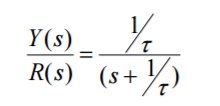 Y(s)/R(s) = (1/τ)/(s + 1/τ)